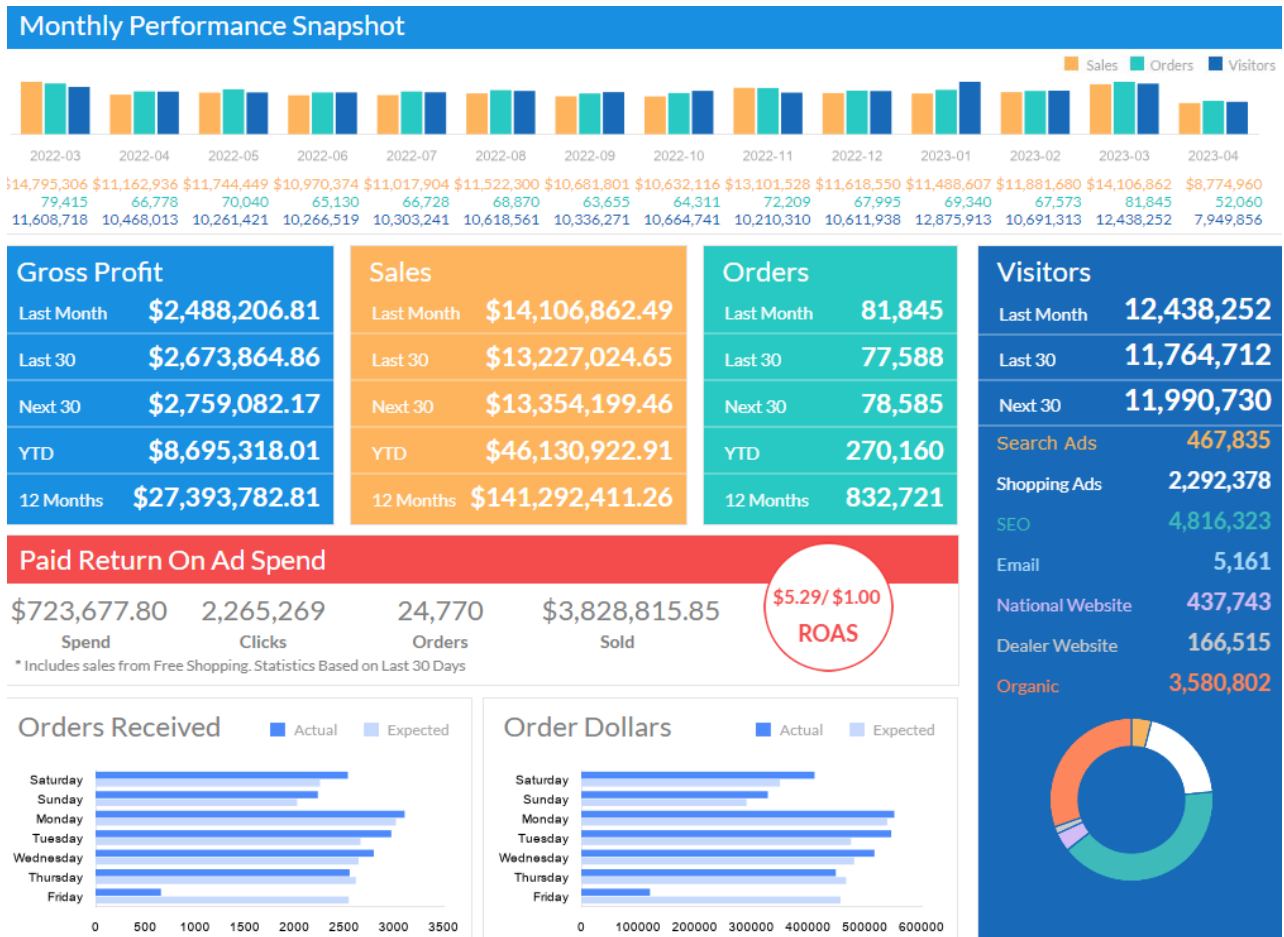 Monthly Performance Snapshot
Sales Orders Visitors
2022-03 2022-04 2022-05 2022-06 2022-07 2022-08 2022-09 2022-10 2022-11 2022-12 2023-01 2023-02 2023-03 2023-04
$14,795,306 $11,162,936 $11,744,449 $10,970,374 $11,017,904 $11,522,300 $10,681,801 $10,632,116 $13,101,528 $11,618,550 $11,488,607 $11,881,680 $14,106,862 $8,774,960
79,415 66,778 70,040 65,130 66,728 68,870 63,655 64,311 72,209 67,995 69,340 67,573 81,845 52,060
11,608,718 10,468,013 10,261,421 10,266,519 10,303,241 10,618,561 10,336,271 10,664,741 10,210,310 10,611,938 12,875,913 10,691,313 12,438,252 7,949,856
Gross Profit
Last Month $2,488,206.81
Last 30 $2,673,864.86
Next 30 $2,759,082.17
YTD $8,695,318.01
12 Months $27,393,782.81
Sales
Last Month $14,106,862.49
Last 30 $13,227,024.65
Next 30 $13,354,199.46
YTD $46,130,922.91
12 Months $141,292,411.26
Orders
Last Month 81,845
Last 30 77,588
Next 30 78,585
YTD 270,160
12 Months 832,721
Visitors
Last Month 12,438,252
Last 30 11,764,712
Next 30 11,990,730
Search Ads 467,835
Shopping Ads 2,292,378
SEO 4,816,323
Email 5,161
National Website 437,743
Dealer Website 166,515
Organic 3,580,802
Paid Return On Ad Spend
$723,677.80 2,265,269 24,770 $3,828,815.85
Spend Clicks Orders Sold
* Includes sales from Free Shopping. Statistics Based on Last 30 Days
$5.29/ $1.00
ROAS
Orders Received Actual Expected
Saturday
Sunday
Monday
Tuesday
Wednesday
Thursday
Friday
0 500 1000 1500 2000 2500 3000 3500
Order Dollars Actual Expected
Saturday
Sunday
Monday
Tuesday
Wednesday
Thursday
Friday
0 100000 200000 300000 400000 500000 600000